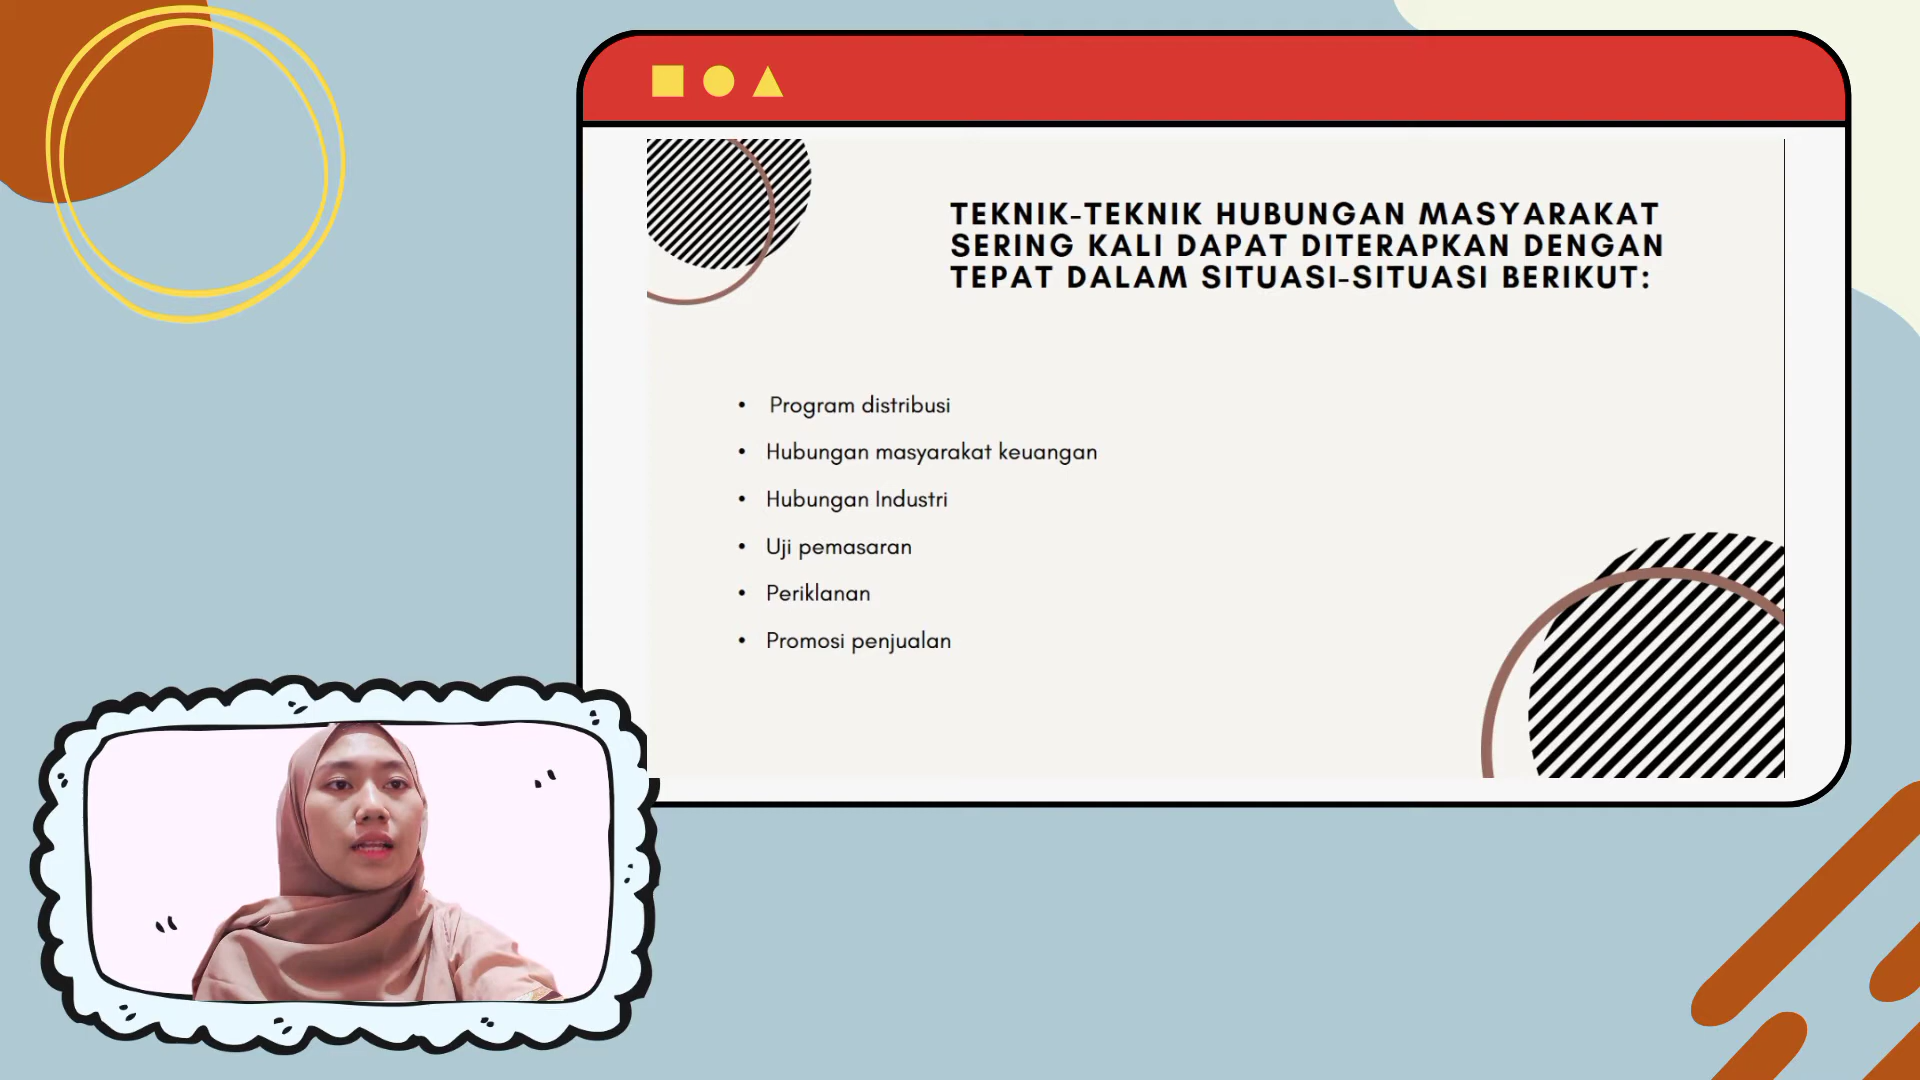 TEKNIK-TEKNIK HUBUNGAN MASYARAKAT
SERING KALI DAPAT DITERAPKAN DENGAN
TEPAT DALAM SITUASI-SITUASI BERIKUT:
• Program distribusi
• Hubungan masyarakat keuangan
• Hubungan Industri
• Uji pemasaran
• Periklanan
• Promosi penjualan